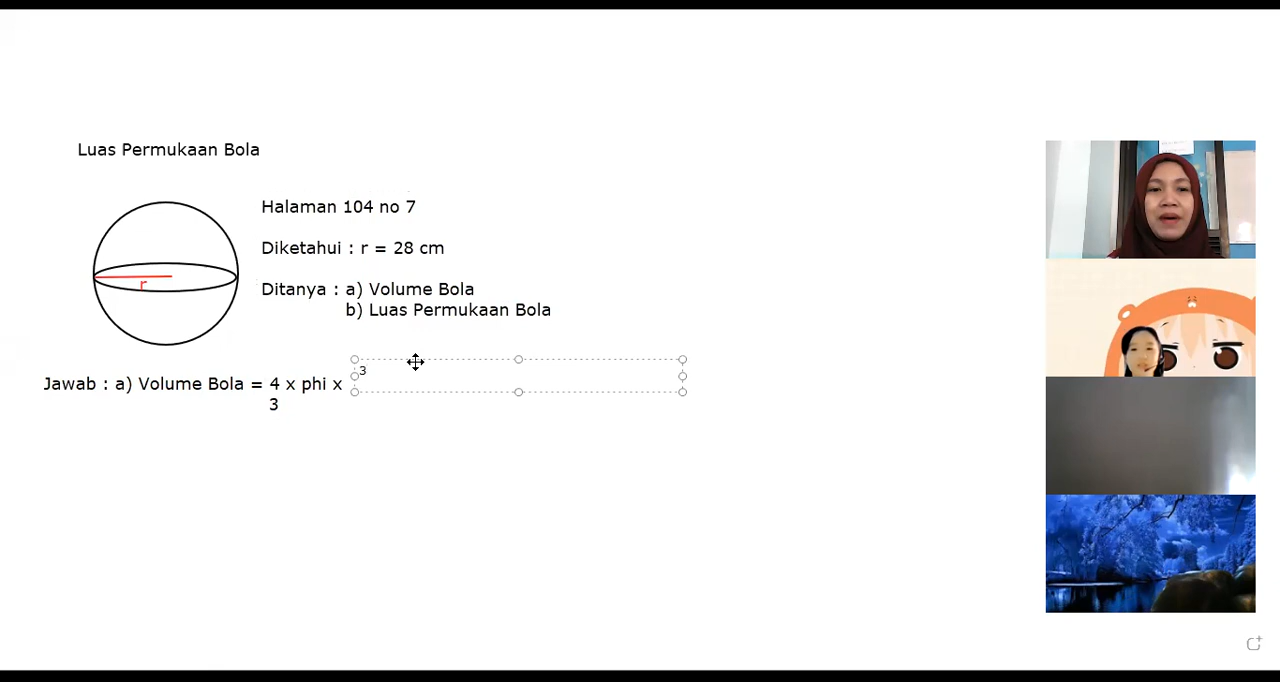 Luas Permukaan Bola
Halaman 104 no 7
Diketahui : r = 28 cm
r
Ditanya : a) Volume Bola
b) Luas Permukaan Bola
3
Jawab : a) Volume Bola = 4 x phi x
3